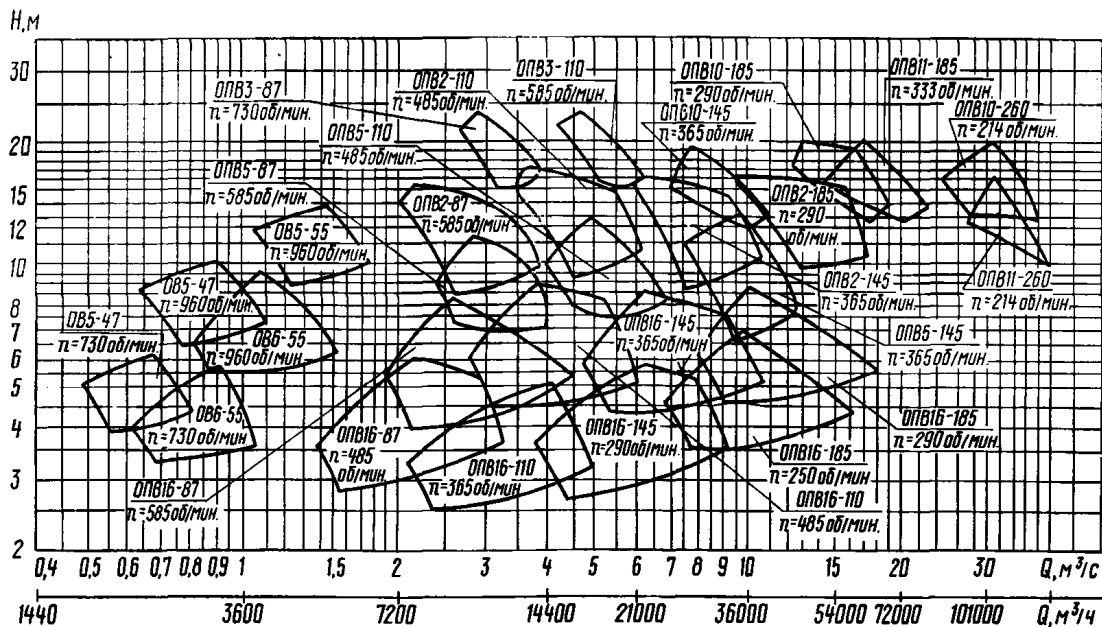 H,м
30
20
15
12
10
8
7
6
5
4
3
2
ОПВ3-87
n=730об/мин.
ОПВ2-110
n=485об/мин.
ОПВ3-110
n=585об/мин.
ОПВ10-185
n=290об/мин.
ОПВ11-185
n=333об/мин.
ОПВ10-260
n=214об/мин.
ОПВ5-110
n=485об/мин.
ОПВ10-145
n=365об/мин.
ОПВ5-87
n=585об/мин.
ОПВ2-87
n=585об/мин.
ОПВ2-185
n=290
об/мин.
ОВ5-55
n=960об/мин.
ОВ5-47
n=960об/мин.
ОПВ2-145
n=365об/мин.
ОПВ11-260
n=214об/мин.
ОВ5-47
n=730об/мин.
ОВ6-55
n=960об/мин.
ОПВ16-145
n=365об/мин.
ОПВ5-145
n=365об/мин.
ОВ6-55
n=730об/мин.
ОПВ16-87
n=485
об/мин.
ОПВ16-145
n=290об/мин.
ОПВ16-185
n=290об/мин.
ОПВ16-87
n=585об/мин.
ОПВ16-110
n=365об/мин
ОПВ16-185
n=250об/мин
ОПВ16-110
n=485об/мин.
0,4 0,5 0,6 0,7 0,8 0,9 1 1,5 2 3 4 5 6 7 8 9 10 15 20 30 Q, м³/с
1440 3600 7200 14400 21000 36000 54000 72000 101000 Q, м³/ч